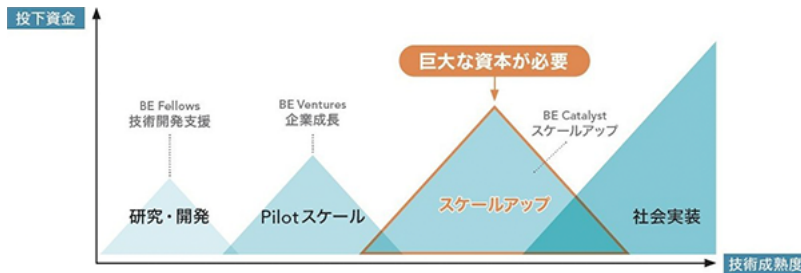 投下資金
巨大な資本が必要
BE Fellows
技術開発支援
BE Ventures
企業成長
BE Catalyst
スケールアップ
研究・開発
Pilotスケール
スケールアップ
社会実装
技術成熟度